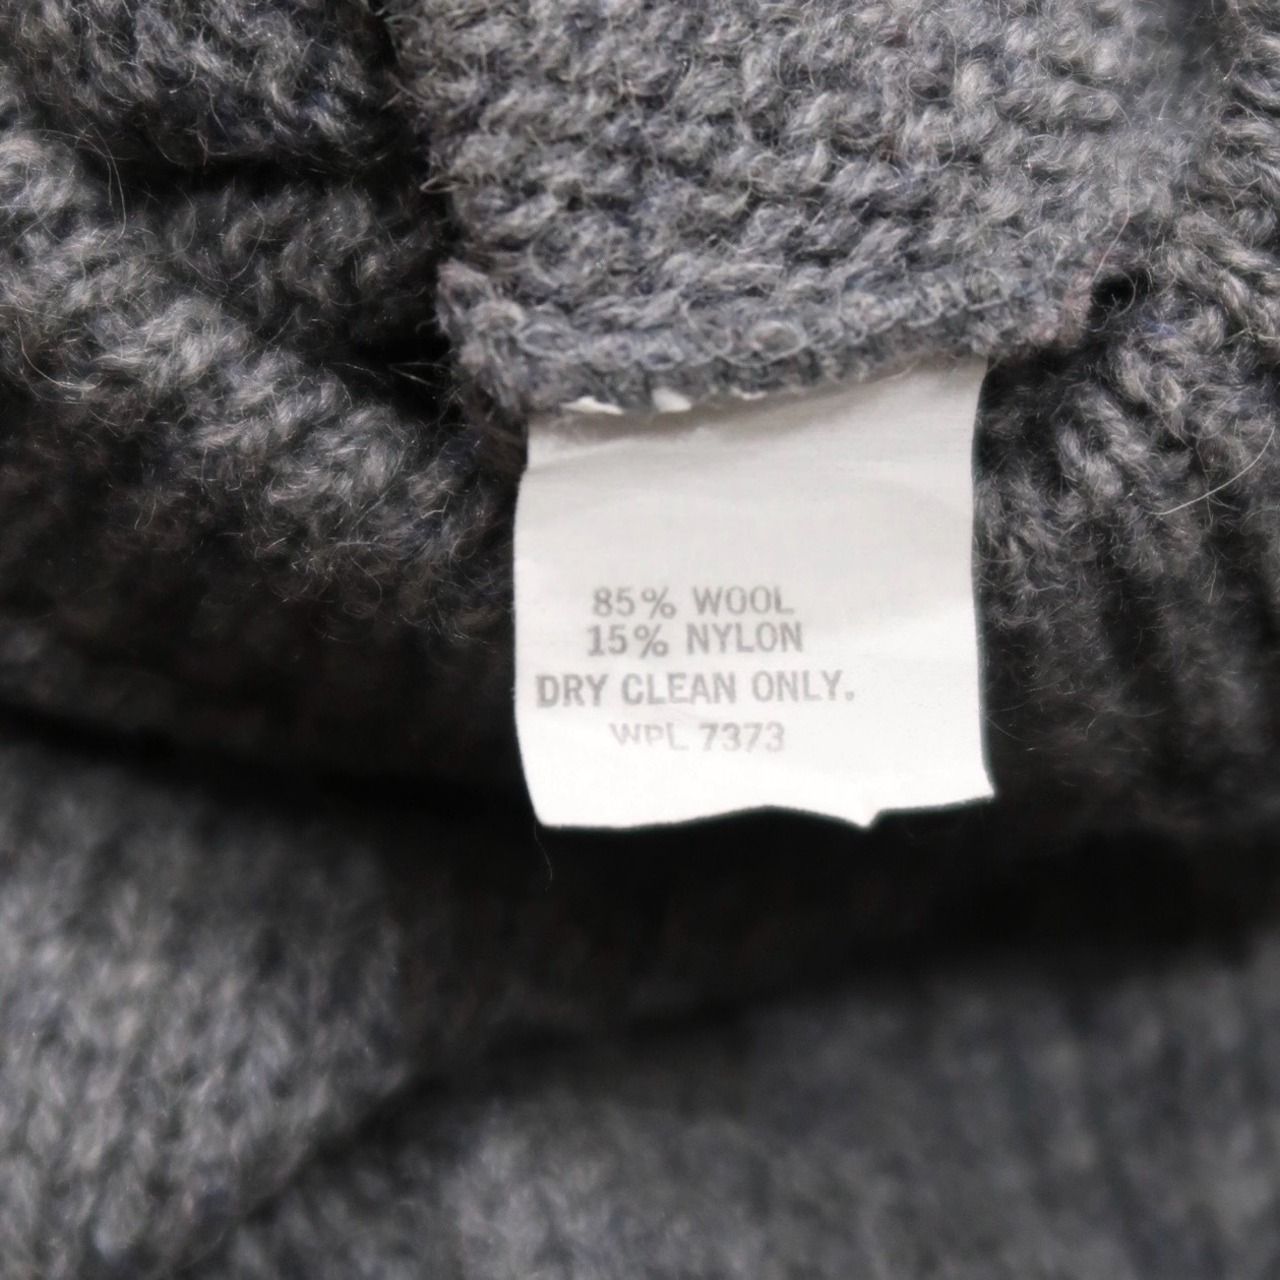 85% WOOL
15% NYLON
DRY CLEAN ONLY.
WPL 7373